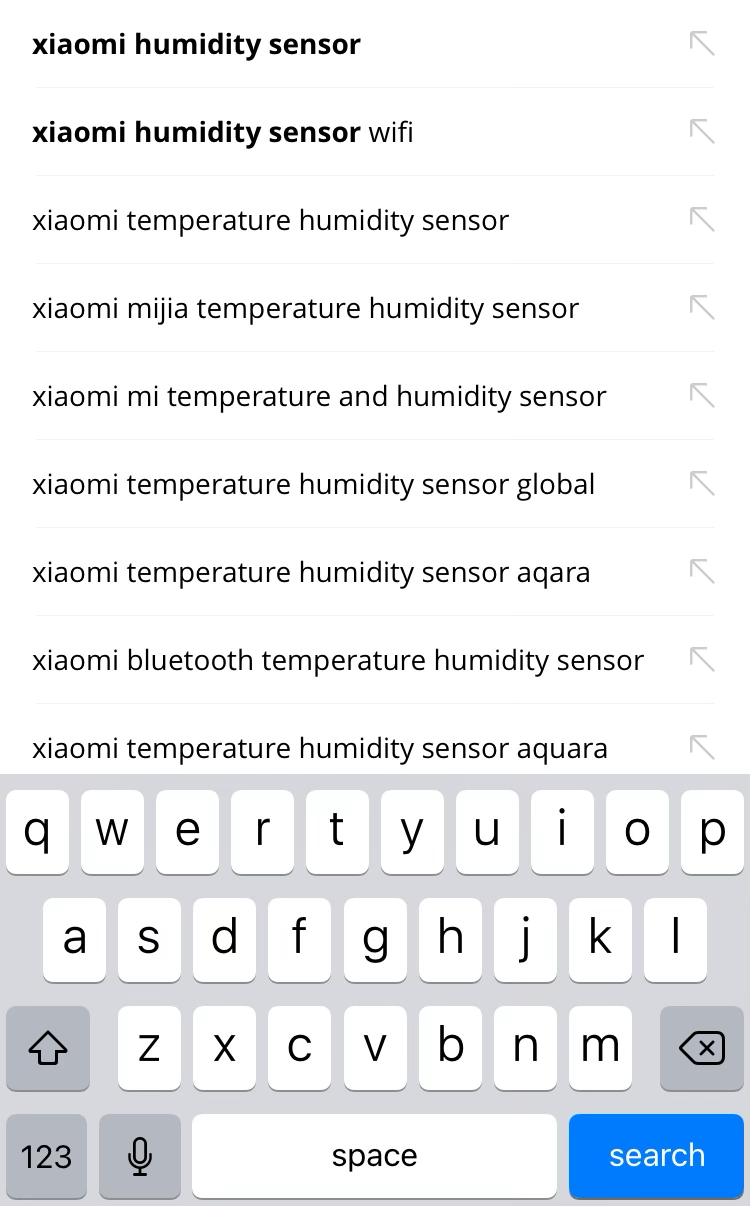 xiaomi humidity sensor
xiaomi humidity sensor wifi
xiaomi temperature humidity sensor
xiaomi mijia temperature humidity sensor
xiaomi mi temperature and humidity sensor
xiaomi temperature humidity sensor global
xiaomi temperature humidity sensor aqara
xiaomi bluetooth temperature humidity sensor
xiaomi temperature humidity sensor aquara
q w e r t y u i o p
a s d f g h j k l
z x c v b n m
123 space search